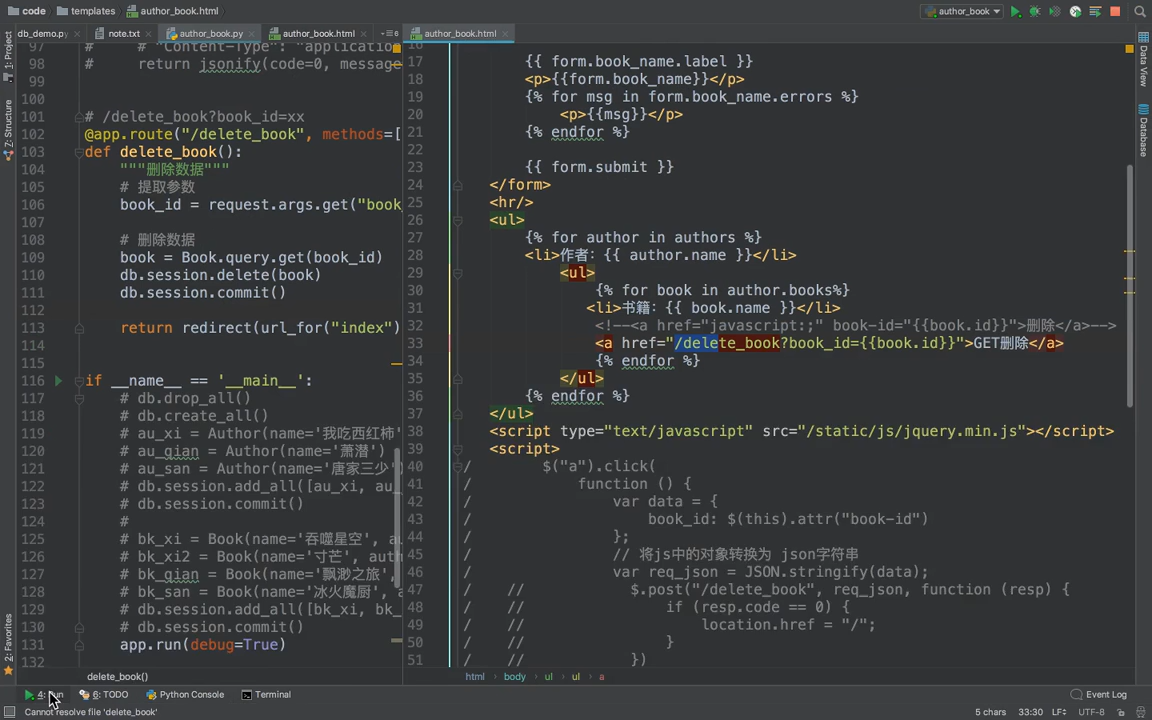 code templates author_book.html author_book
db_demo.py note.txt author_book.py author_book.html 6 author_book.html
1: Project
Z: Structure
2: Favorites
97 # # "Content-Type": "application
98 # return jsonify(code=0, message
99
100
101 # /delete_book?book_id=xx
102 @app.route("/delete_book", methods=[
103 def delete_book():
104 """删除数据"""
105 # 提取参数
106 book_id = request.args.get("book_
107
108 # 删除数据
109 book = Book.query.get(book_id)
110 db.session.delete(book)
111 db.session.commit()
112
113 return redirect(url_for("index")
114
115
116 if __name__ == '__main__':
117 # db.drop_all()
118 # db.create_all()
119 # au_xi = Author(name='我吃西红柿'
120 # au_qian = Author(name='萧潜')
121 # au_san = Author(name='唐家三少'
122 # db.session.add_all([au_xi, au_
123 # db.session.commit()
124 #
125 # bk_xi = Book(name='吞噬星空', a
126 # bk_xi2 = Book(name='寸芒', auth
127 # bk_qian = Book(name='飘渺之旅',
128 # bk_san = Book(name='冰火魔厨', a
129 # db.session.add_all([bk_xi, bk_
130 # db.session.commit()
131 app.run(debug=True)
132
delete_book()
16
17 {{ form.book_name.label }}
18 <p>{{form.book_name}}</p>
19 {% for msg in form.book_name.errors %}
20 <p>{{msg}}</p>
21 {% endfor %}
22
23 {{ form.submit }}
24 </form>
25 <hr/>
26 <ul>
27 {% for author in authors %}
28 <li>作者: {{ author.name }}</li>
29 <ul>
30 {% for book in author.books%}
31 <li>书籍: {{ book.name }}</li>
32 <!--<a href="javascript:;" book-id="{{book.id}}">删除</a>-->
33 <a href="/delete_book?book_id={{book.id}}">GET删除</a>
34 {% endfor %}
35 </ul>
36 {% endfor %}
37 </ul>
38 <script type="text/javascript" src="/static/js/jquery.min.js"></script>
39 <script>
40 / $("a").click(
41 / function () {
42 / var data = {
43 / book_id: $(this).attr("book-id")
44 / };
45 / // 将js中的对象转换为 json字符串
46 / var req_json = JSON.stringify(data);
47 / // $.post("/delete_book", req_json, function (resp) {
48 / // if (resp.code == 0) {
49 / // location.href = "/";
50 / // }
51 / // })
html body ul ul a
Data View
Database
4: Run 6: TODO Python Console Terminal Event Log
Cannot resolve file 'delete_book' 5 chars 33:30 LF UTF-8